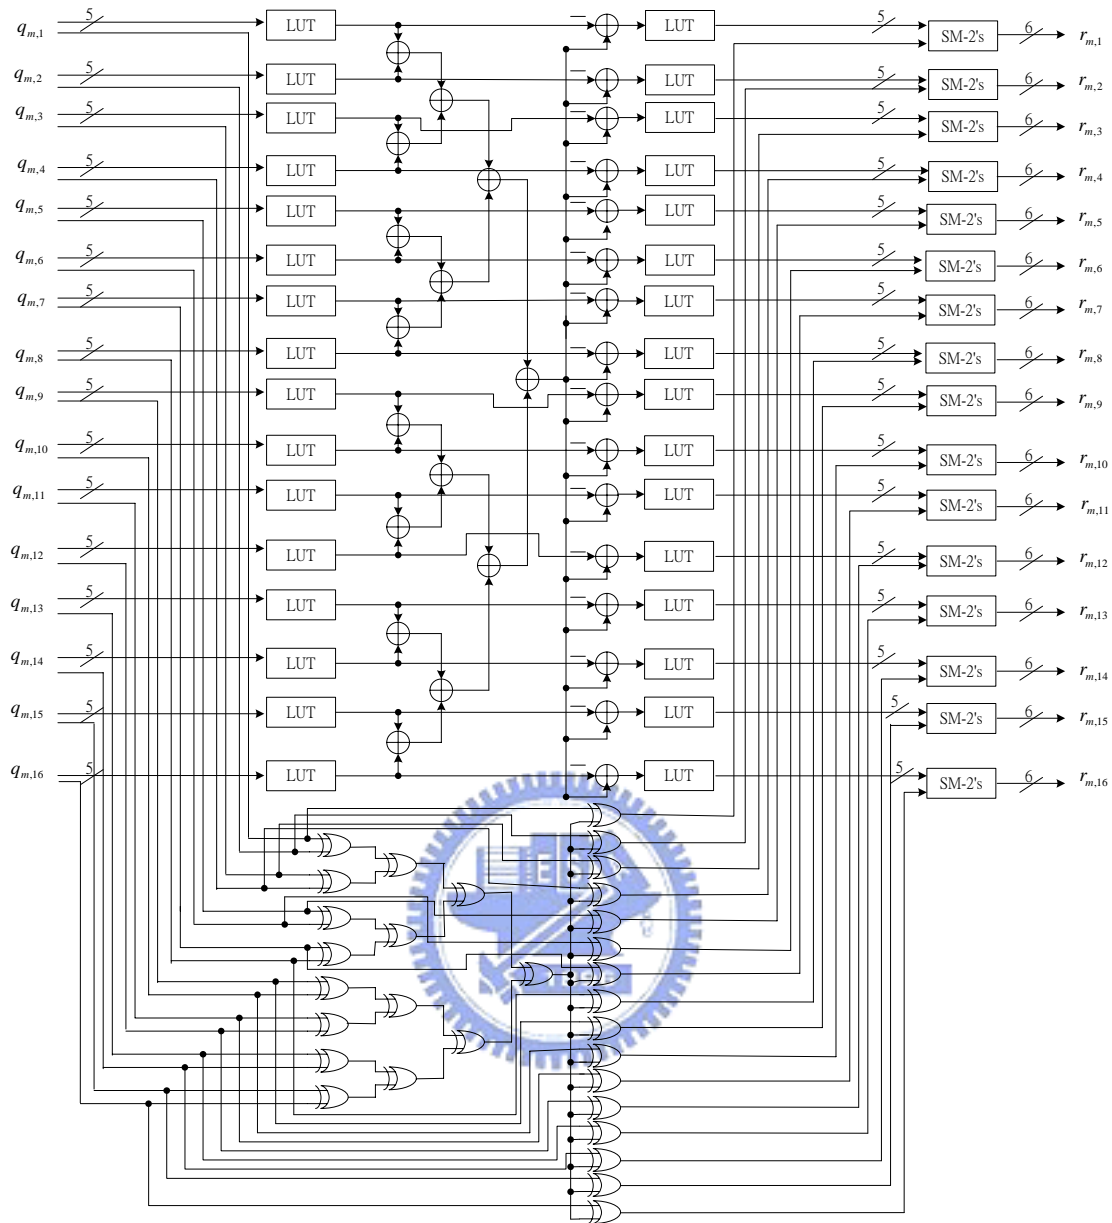 q_{m,1} 5 LUT − LUT 5 SM-2's 6 r_{m,1}
q_{m,2} 5 LUT − LUT 5 SM-2's 6 r_{m,2}
q_{m,3} 5 LUT − LUT 5 SM-2's 6 r_{m,3}
q_{m,4} 5 LUT − LUT 5 SM-2's 6 r_{m,4}
q_{m,5} 5 LUT − LUT 5 SM-2's 6 r_{m,5}
q_{m,6} 5 LUT − LUT 5 SM-2's 6 r_{m,6}
q_{m,7} 5 LUT − LUT 5 SM-2's 6 r_{m,7}
q_{m,8} 5 LUT − LUT 5 SM-2's 6 r_{m,8}
q_{m,9} 5 LUT − LUT 5 SM-2's 6 r_{m,9}
q_{m,10} 5 LUT − LUT 5 SM-2's 6 r_{m,10}
q_{m,11} 5 LUT − LUT 5 SM-2's 6 r_{m,11}
q_{m,12} 5 LUT − LUT 5 SM-2's 6 r_{m,12}
q_{m,13} 5 LUT − LUT 5 SM-2's 6 r_{m,13}
q_{m,14} 5 LUT − LUT 5 SM-2's 6 r_{m,14}
q_{m,15} 5 LUT − LUT 5 SM-2's 6 r_{m,15}
q_{m,16} 5 LUT − LUT 5 SM-2's 6 r_{m,16}